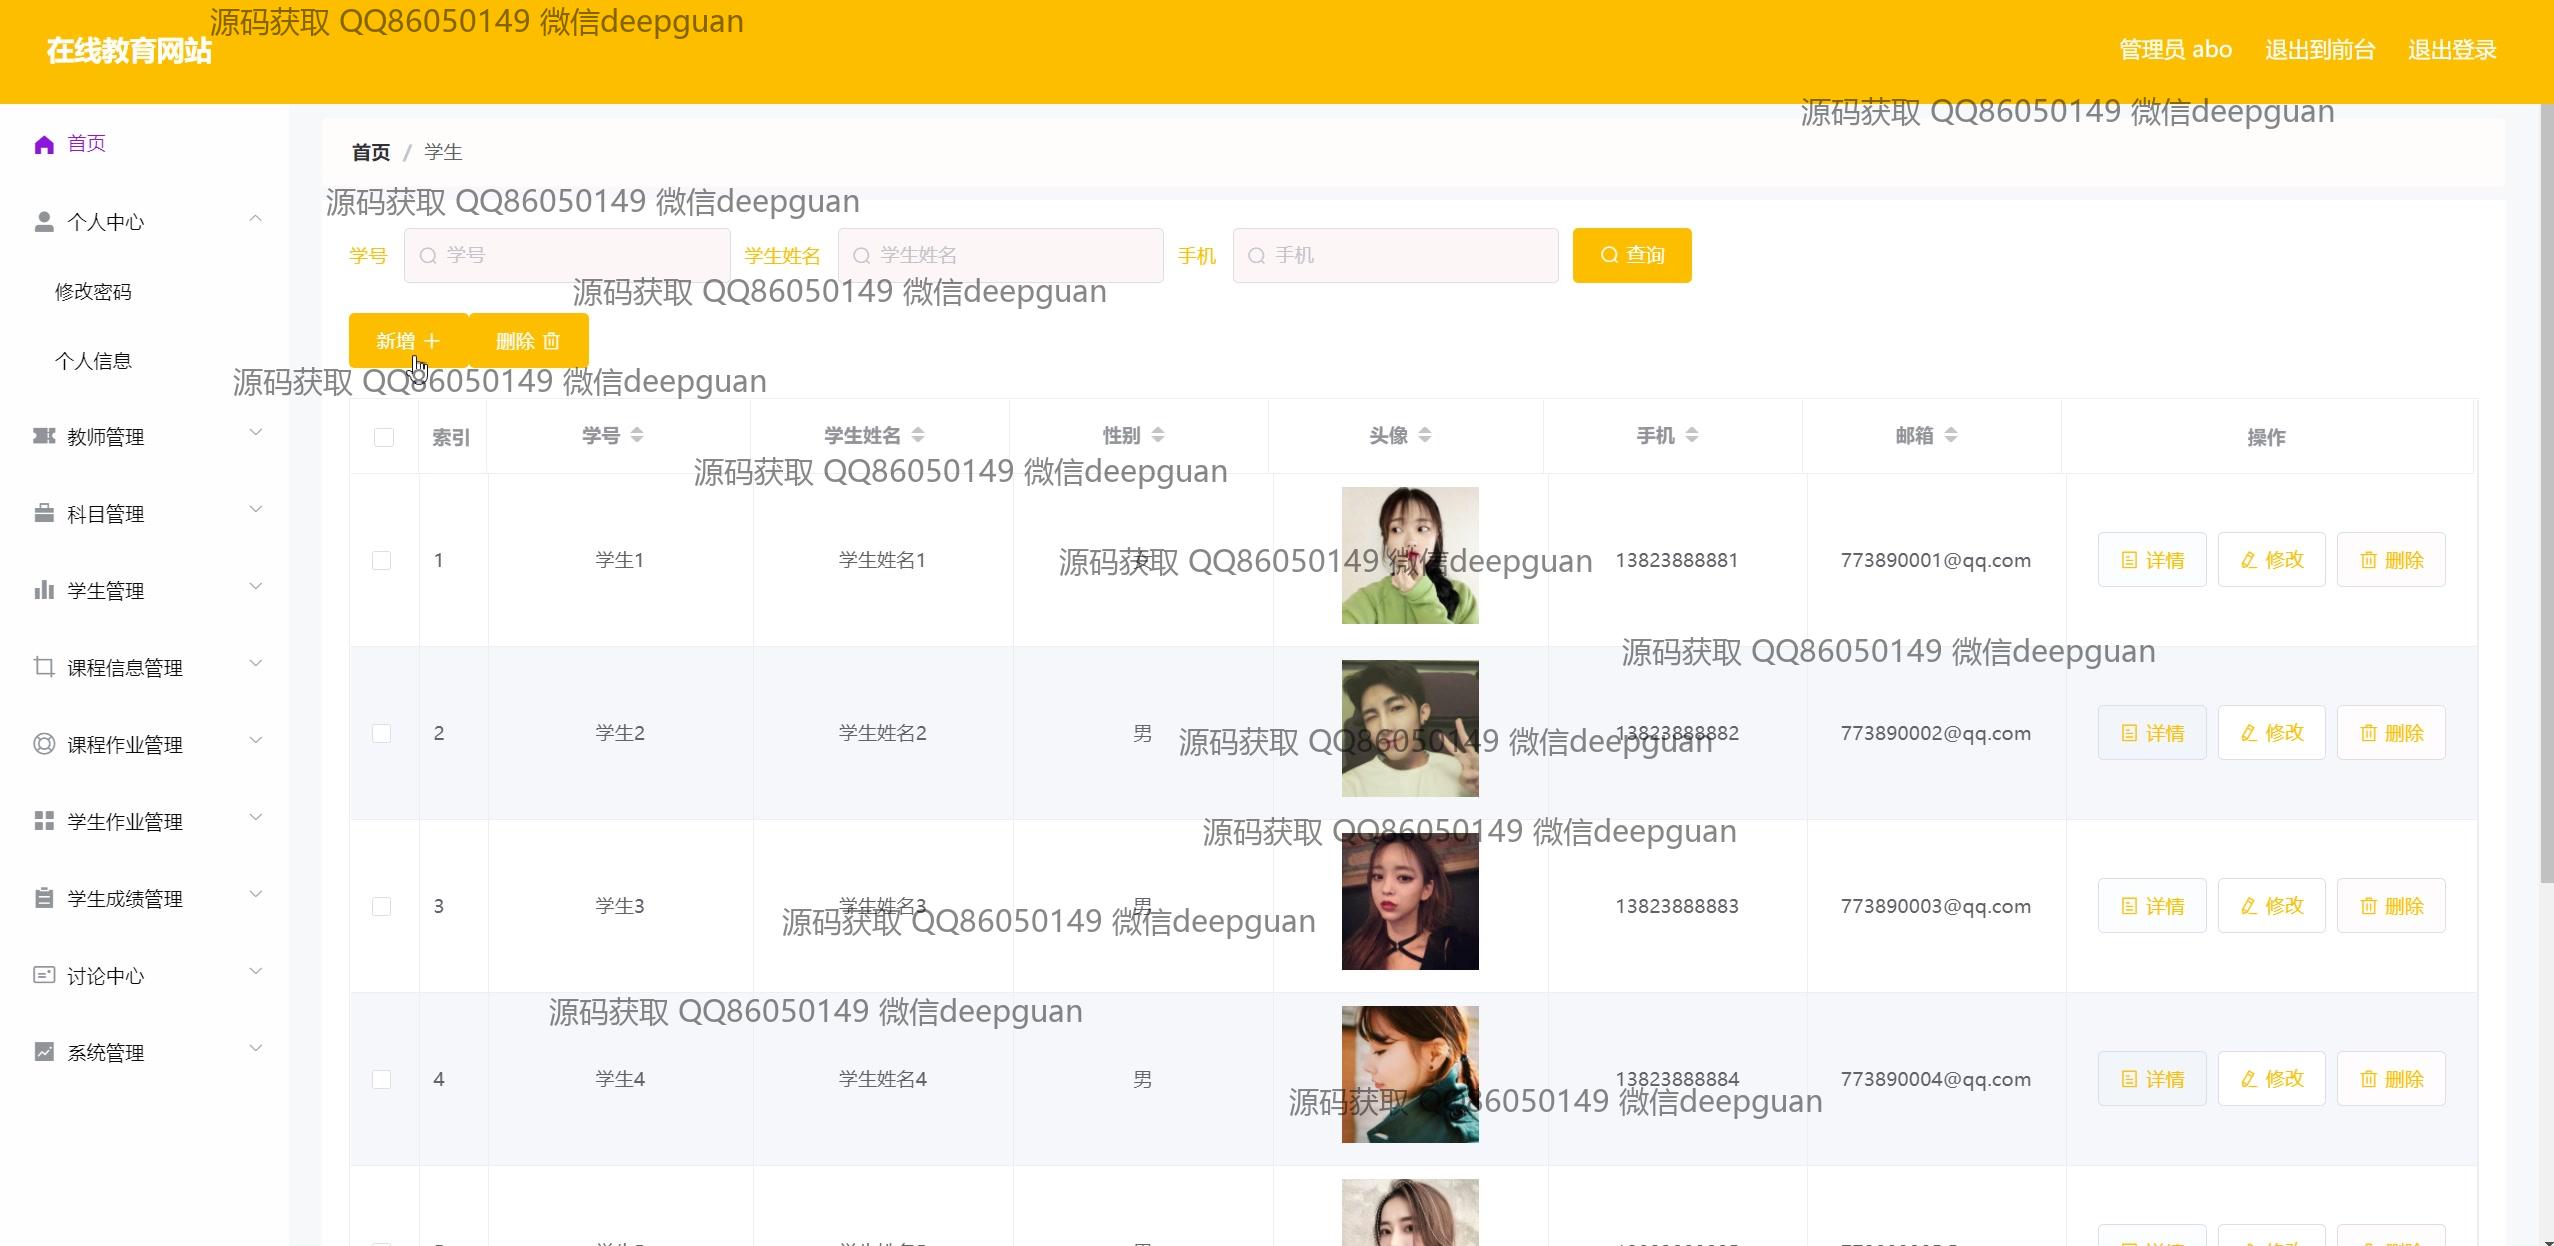 源码获取 QQ86050149 微信deepguan
在线教育网站
管理员 abo 退出到前台 退出登录
源码获取 QQ86050149 微信deepguan
首页
首页 / 学生
源码获取 QQ86050149 微信deepguan
个人中心
学号 学号 学生姓名 学生姓名 手机 手机 查询
修改密码
源码获取 QQ86050149 微信deepguan
新增 删除
个人信息
源码获取 QQ86050149 微信deepguan
教师管理
索引 学号 学生姓名 性别 头像 手机 邮箱 操作
源码获取 QQ86050149 微信deepguan
科目管理
1 学生1 学生姓名1 女 13823888881 773890001@qq.com 详情 修改 删除
源码获取 QQ86050149 微信deepguan
学生管理
源码获取 QQ86050149 微信deepguan
课程信息管理
2 学生2 学生姓名2 男 13823888882 773890002@qq.com 详情 修改 删除
源码获取 QQ86050149 微信deepguan
课程作业管理
学生作业管理
源码获取 QQ86050149 微信deepguan
学生成绩管理
3 学生3 学生姓名3 男 13823888883 773890003@qq.com 详情 修改 删除
源码获取 QQ86050149 微信deepguan
讨论中心
源码获取 QQ86050149 微信deepguan
系统管理
4 学生4 学生姓名4 男 13823888884 773890004@qq.com 详情 修改 删除
源码获取 QQ86050149 微信deepguan